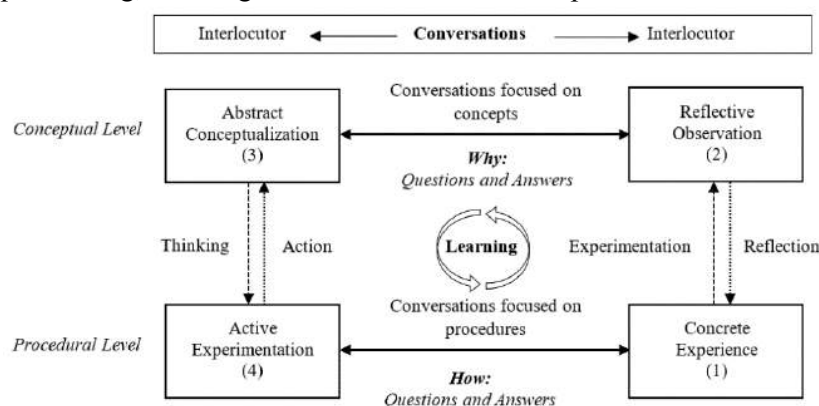 Interlocutor Conversations Interlocutor
Conceptual Level
Abstract
Conceptualization
(3)
Conversations focused on
concepts
Why:
Questions and Answers
Reflective
Observation
(2)
Thinking
Action
Learning
Experimentation
Reflection
Procedural Level
Active
Experimentation
(4)
Conversations focused on
procedures
How:
Questions and Answers
Concrete
Experience
(1)